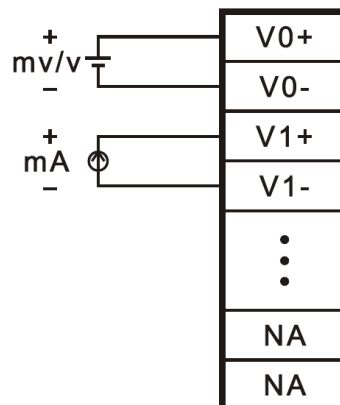 +
mv/v
−
+
mA
−
V0+
V0-
V1+
V1-
NA
NA